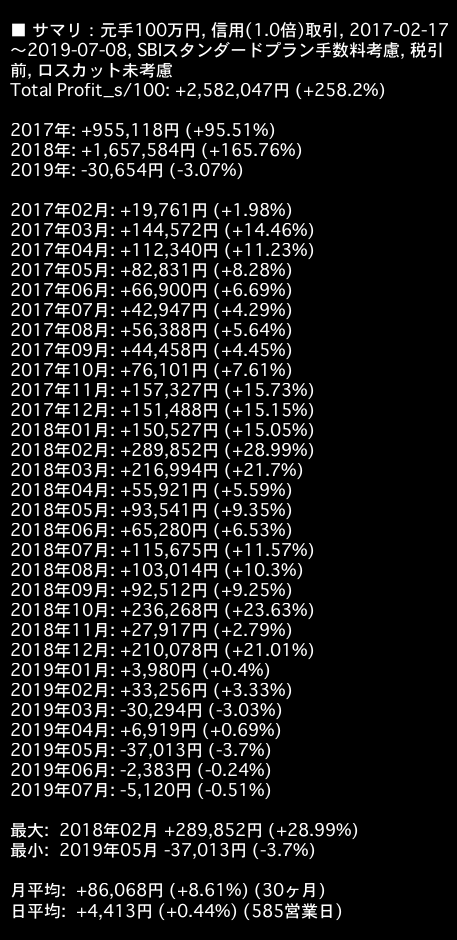 ■ サマリ：元手100万円, 信用(1.0倍)取引, 2017-02-17
～2019-07-08, SBIスタンダードプラン手数料考慮, 税引
前, ロスカット未考慮
Total Profit_s/100: +2,582,047円 (+258.2%)
2017年: +955,118円 (+95.51%)
2018年: +1,657,584円 (+165.76%)
2019年: -30,654円 (-3.07%)
2017年02月: +19,761円 (+1.98%)
2017年03月: +144,572円 (+14.46%)
2017年04月: +112,340円 (+11.23%)
2017年05月: +82,831円 (+8.28%)
2017年06月: +66,900円 (+6.69%)
2017年07月: +42,947円 (+4.29%)
2017年08月: +56,388円 (+5.64%)
2017年09月: +44,458円 (+4.45%)
2017年10月: +76,101円 (+7.61%)
2017年11月: +157,327円 (+15.73%)
2017年12月: +151,488円 (+15.15%)
2018年01月: +150,527円 (+15.05%)
2018年02月: +289,852円 (+28.99%)
2018年03月: +216,994円 (+21.7%)
2018年04月: +55,921円 (+5.59%)
2018年05月: +93,541円 (+9.35%)
2018年06月: +65,280円 (+6.53%)
2018年07月: +115,675円 (+11.57%)
2018年08月: +103,014円 (+10.3%)
2018年09月: +92,512円 (+9.25%)
2018年10月: +236,268円 (+23.63%)
2018年11月: +27,917円 (+2.79%)
2018年12月: +210,078円 (+21.01%)
2019年01月: +3,980円 (+0.4%)
2019年02月: +33,256円 (+3.33%)
2019年03月: -30,294円 (-3.03%)
2019年04月: +6,919円 (+0.69%)
2019年05月: -37,013円 (-3.7%)
2019年06月: -2,383円 (-0.24%)
2019年07月: -5,120円 (-0.51%)
最大: 2018年02月 +289,852円 (+28.99%)
最小: 2019年05月 -37,013円 (-3.7%)
月平均: +86,068円 (+8.61%) (30ヶ月)
日平均: +4,413円 (+0.44%) (585営業日)